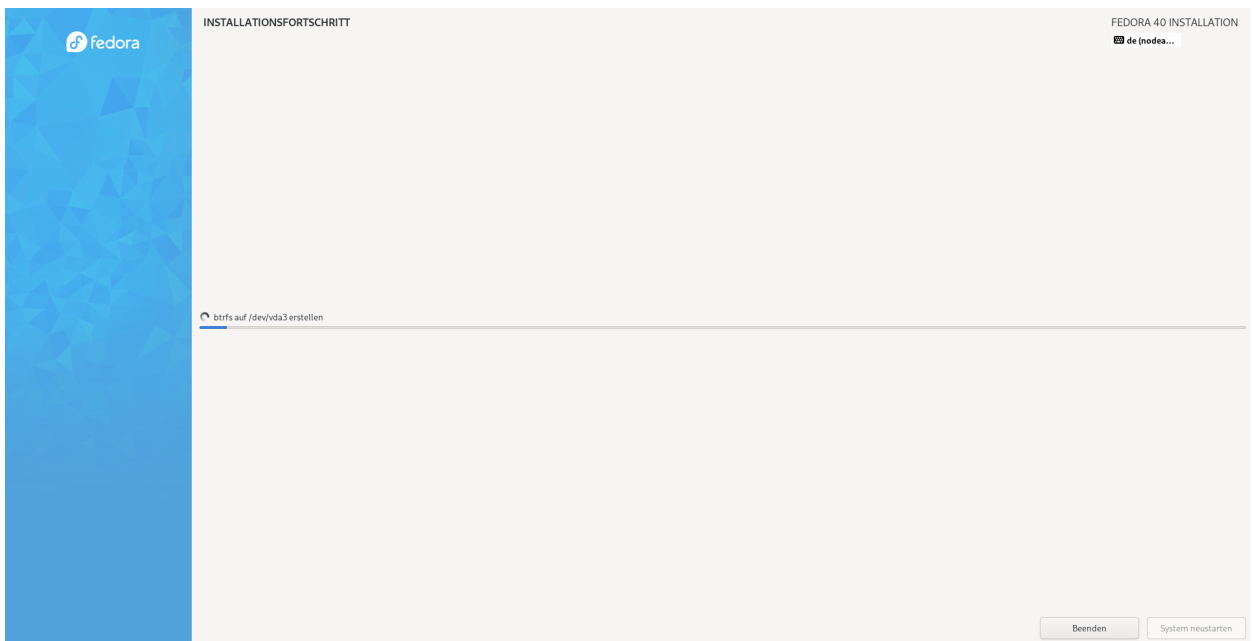 fedora
INSTALLATIONSFORTSCHRITT
FEDORA 40 INSTALLATION
de (nodea...
btrfs auf /dev/vda3 erstellen
Beenden
System neustarten